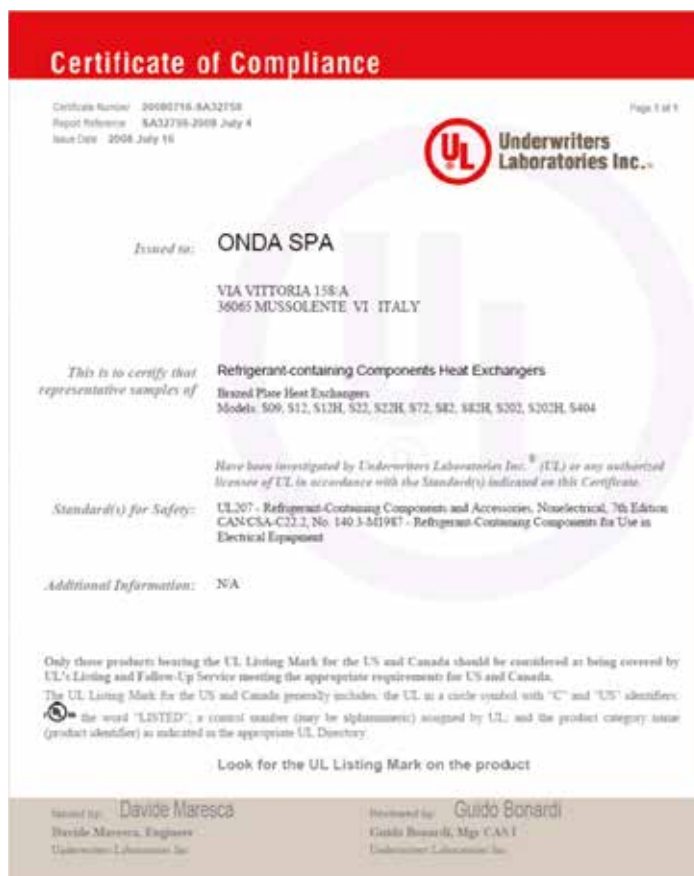 Certificate of Compliance
Certificate Number 20080716-SA32758
Report Reference SA32758-2008 July 4
Issue Date 2008 July 16
Page 1 of 1
UL
Underwriters
Laboratories Inc.
Issued to: ONDA SPA
VIA VITTORIA 158/A
36065 MUSSOLENTE VI ITALY
This is to certify that
representative samples of
Refrigerant-containing Components Heat Exchangers
Brazed Plate Heat Exchangers
Models: S09, S12, S12H, S22, S22H, S72, S82, S82H, S202, S202H, S404
Have been investigated by Underwriters Laboratories Inc.® (UL) or any authorized
licensee of UL in accordance with the Standard(s) indicated on this Certificate.
Standard(s) for Safety: UL207 - Refrigerant-Containing Components and Accessories, Nonelectrical, 7th Edition
CAN/CSA-C22.2, No. 140.3-M1987 - Refrigerant-Containing Components for Use in
Electrical Equipment
Additional Information: N/A
Only those products bearing the UL Listing Mark for the US and Canada should be considered as being covered by
UL's Listing and Follow-Up Service meeting the appropriate requirements for US and Canada.
The UL Listing Mark for the US and Canada generally includes: the UL in a circle symbol with "C" and "US" identifiers:
the word "LISTED"; a control number (may be alphanumeric) assigned by UL; and the product category name
(product identifier) as indicated in the appropriate UL Directory.
Look for the UL Listing Mark on the product
Issued by: Davide Maresca
Davide Maresca, Engineer
Underwriters Laboratories Inc.
Reviewed by: Guido Bonardi
Guido Bonardi, Mgr CAS I
Underwriters Laboratories Inc.